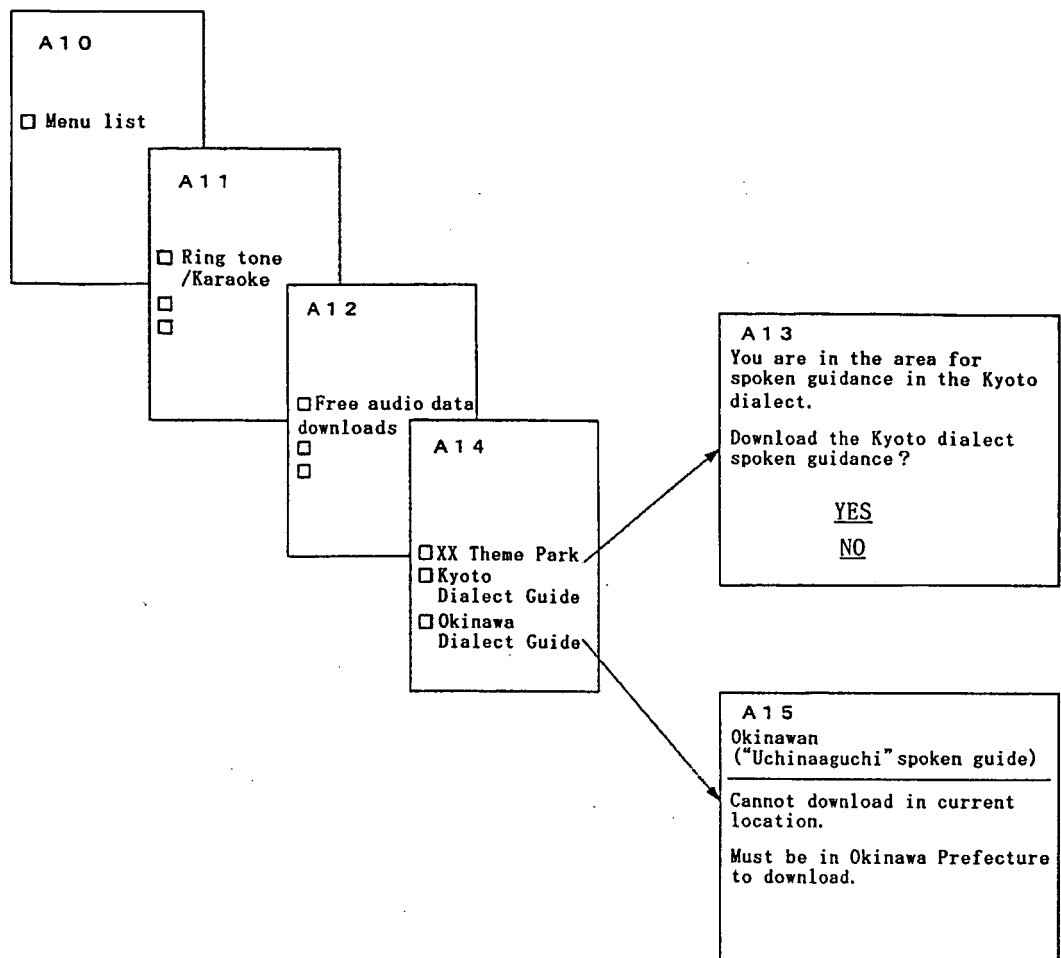 A10
□ Menu list
A11
□ Ring tone
/Karaoke
□
□
A12
□Free audio data
downloads
□
□
A14
□XX Theme Park
□Kyoto
Dialect Guide
□Okinawa
Dialect Guide
A13
You are in the area for
spoken guidance in the Kyoto
dialect.
Download the Kyoto dialect
spoken guidance?
YES
NO
A15
Okinawan
("Uchinaaguchi" spoken guide)
Cannot download in current
location.
Must be in Okinawa Prefecture
to download.